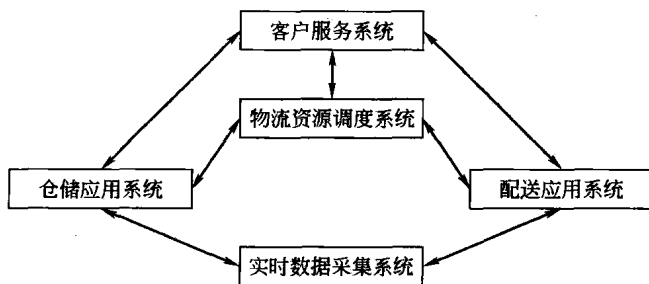 客户服务系统
物流资源调度系统
仓储应用系统
配送应用系统
实时数据采集系统